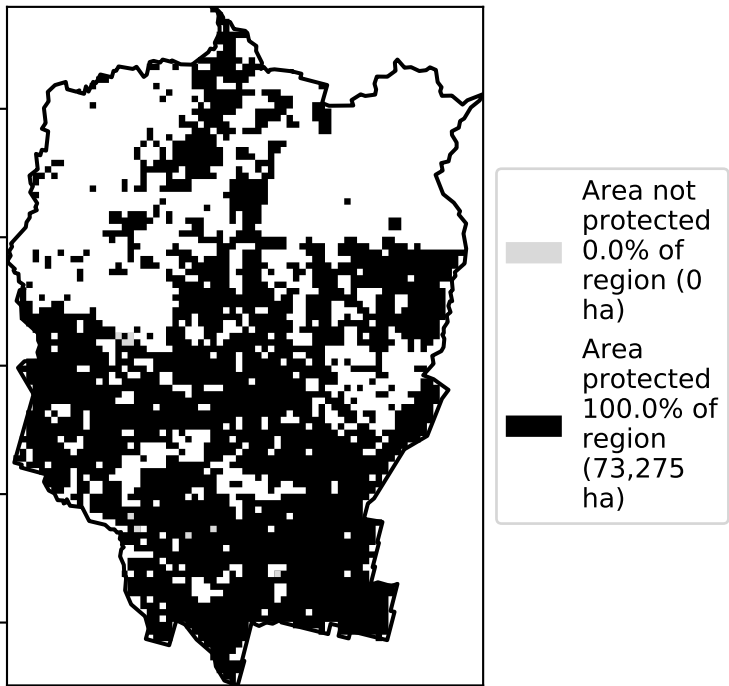 Area not
protected
0.0% of
region (0
ha)
Area
protected
100.0% of
region
(73,275
ha)